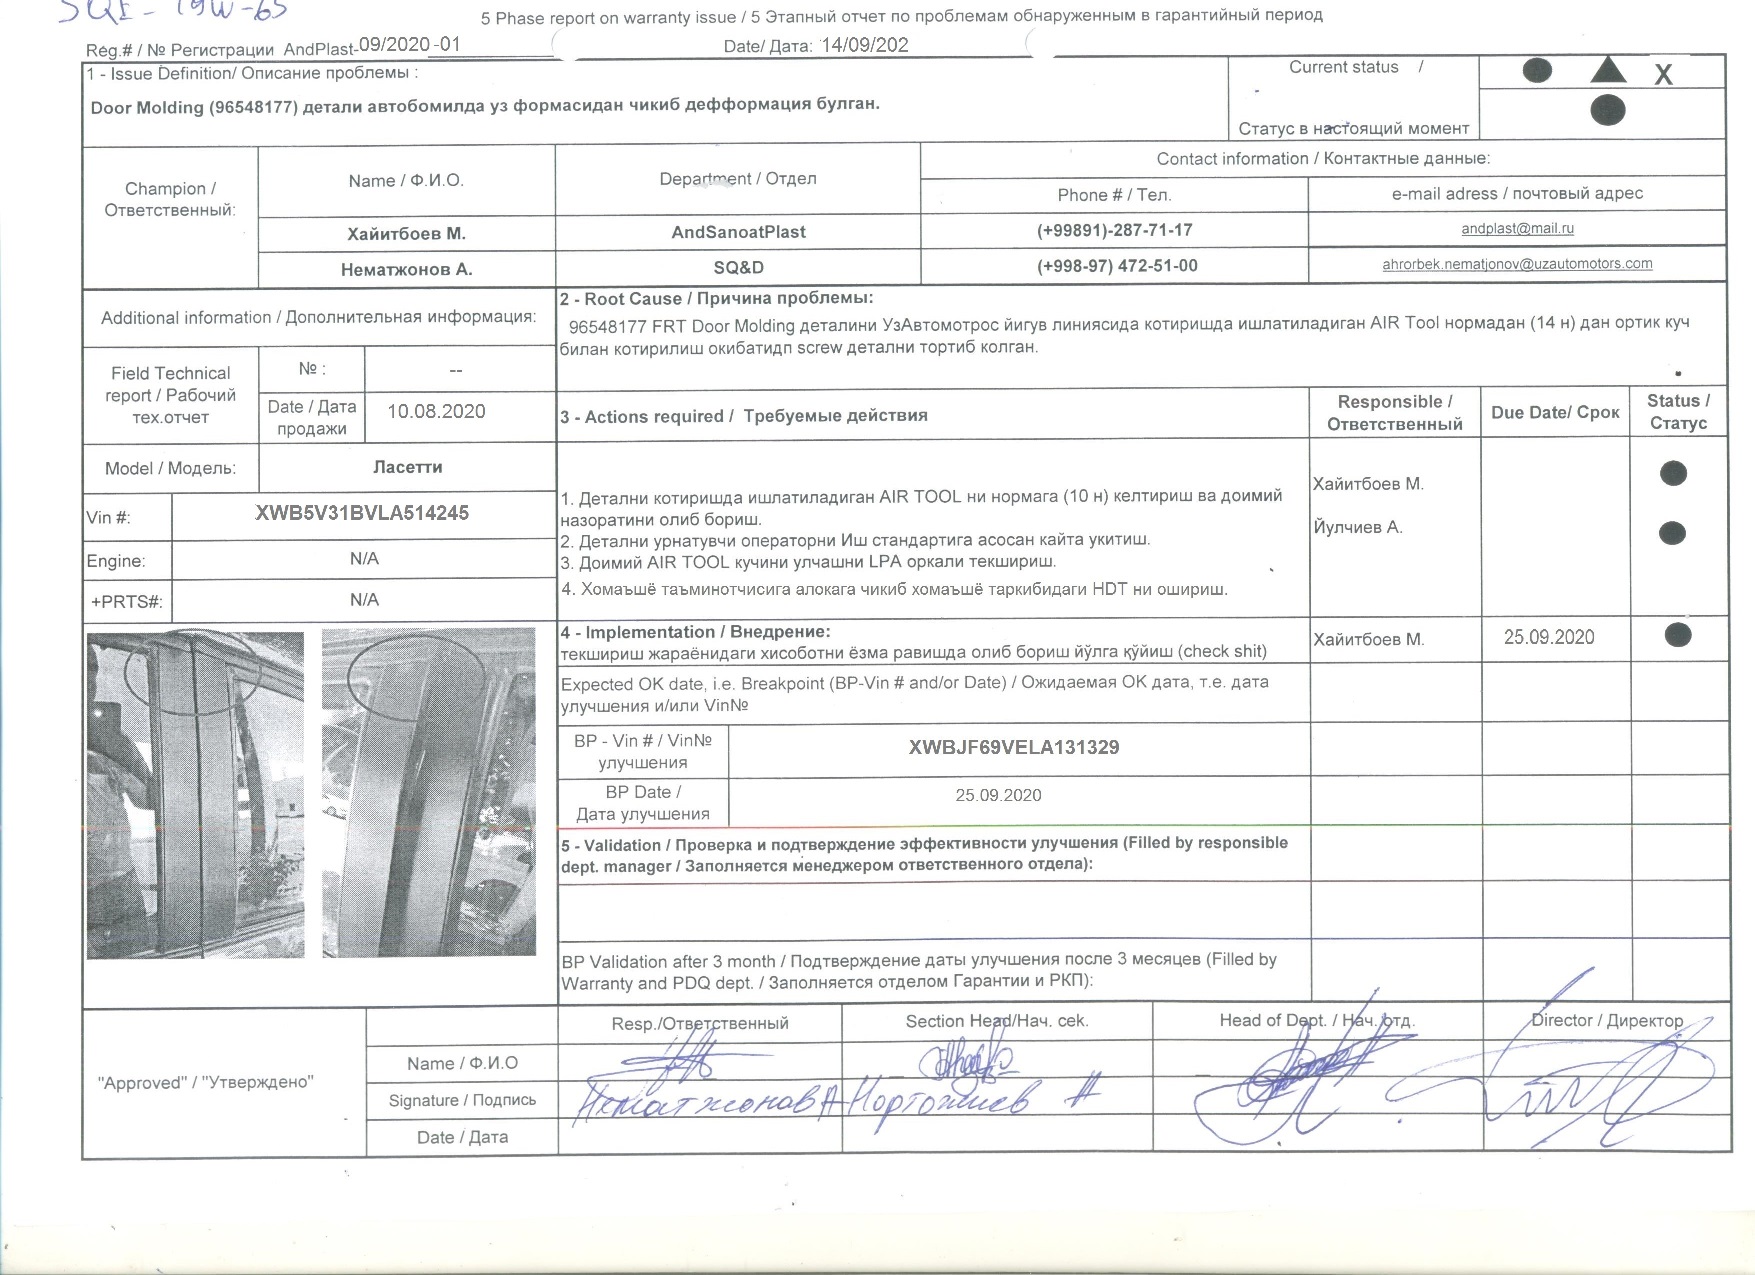 SQI - 19W-65
5 Phase report on warranty issue / 5 Этапный отчет по проблемам обнаруженным в гарантийный период
Reg.# / № Регистрации AndPlast-09/2020-01
Date/ Дата: 14/09/202
1 - Issue Definition/ Описание проблемы :
Door Molding (96548177) детали автобомилда уз формасидан чикиб дефформация булган.
Current status /
Статус в настоящий момент
X
Champion /
Ответственный:
Name / Ф.И.О.
Department / Отдел
Contact information / Контактные данные:
Phone # / Тел.
e-mail adress / почтовый адрес
Хайитбоев М.
AndSanoatPlast
(+99891)-287-71-17
andplast@mail.ru
Нематжонов А.
SQ&D
(+998-97) 472-51-00
ahrorbek.nematjonov@uzautomotors.com
Additional information / Дополнительная информация:
Field Technical
report / Рабочий
тех.отчет
№ :
--
Date / Дата
продажи
10.08.2020
Model / Модель:
Ласетти
Vin #:
XWB5V31BVLA514245
Engine:
N/A
+PRTS#:
N/A
2 - Root Cause / Причина проблемы:
96548177 FRT Door Molding деталини УзАвтомотрос йигув линиясида котиришда ишлатиладиган AIR Tool нормадан (14 н) дан ортик куч
билан котирилиш окибатидп screw детални тортиб колган.
3 - Actions required / Требуемые действия
Responsible /
Ответственный
Due Date/ Срок
Status /
Статус
1. Детални котиришда ишлатиладиган AIR TOOL ни нормага (10 н) келтириш ва доимий
назоратини олиб бориш.
2. Детални урнатувчи операторни Иш стандартига асосан кайта укитиш.
3. Доимий AIR TOOL кучини улчашни LPA оркали текшириш.
4. Хомаъшё таъминотчисига алокага чикиб хомаъшё таркибидаги HDT ни ошириш.
Хайитбоев М.
Йулчиев А.
4 - Implementation / Внедрение:
текшириш жараёнидаги хисоботни ёзма равишда олиб бориш йўлга қўйиш (check shit)
Хайитбоев М.
25.09.2020
Expected OK date, i.e. Breakpoint (BP-Vin # and/or Date) / Ожидаемая OK дата, т.е. дата
улучшения и/или Vin№
BP - Vin # / Vin№
улучшения
XWBJF69VELA131329
BP Date /
Дата улучшения
25.09.2020
5 - Validation / Проверка и подтверждение эффективности улучшения (Filled by responsible
dept. manager / Заполняется менеджером ответственного отдела):
BP Validation after 3 month / Подтверждение даты улучшения после 3 месяцев (Filled by
Warranty and PDQ dept. / Заполняется отделом Гарантии и РКП):
"Approved" / "Утверждено"
Resp./Ответственный
Section Head/Нач. сек.
Head of Dept. / Нач. отд.
Director / Директор
Name / Ф.И.О
Signature / Подпись
Нематжонов А
Нортожиев А
Date / Дата